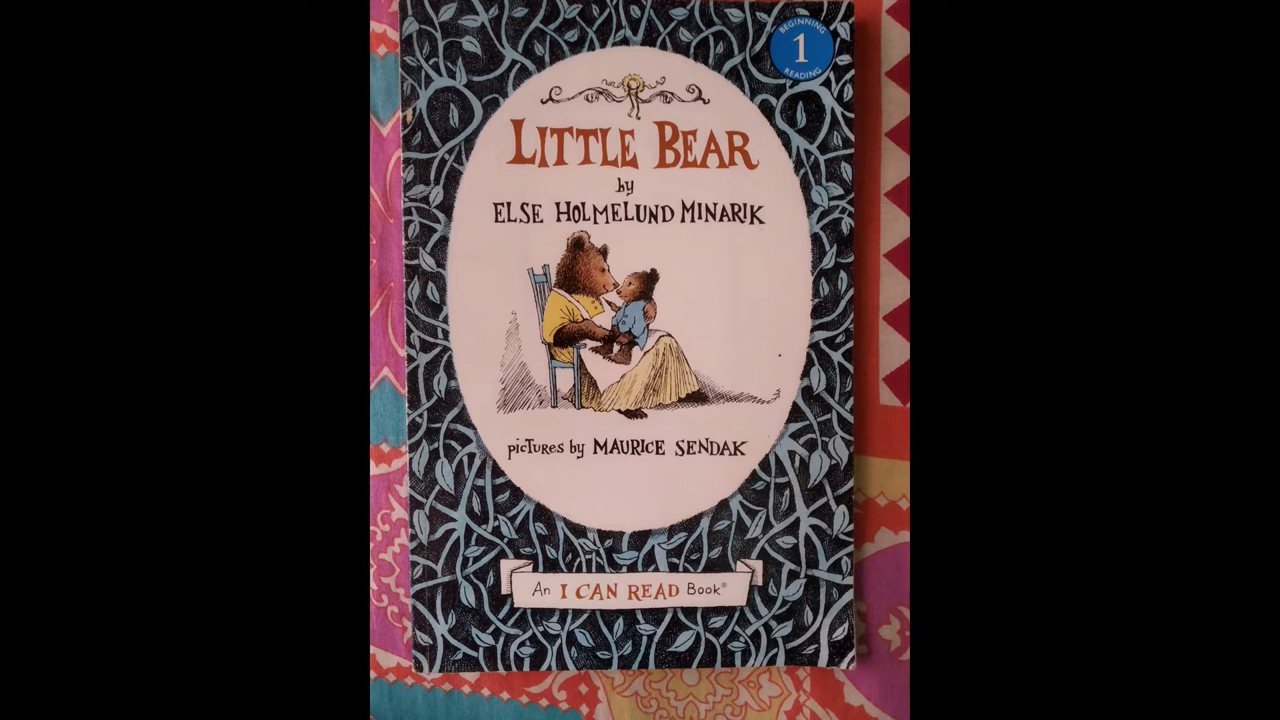 BEGINNING
1
READING
LITTLE BEAR
by
ELSE HOLMELUND MINARIK
picTures by MAURICE SENDAK
An I CAN READ Book®